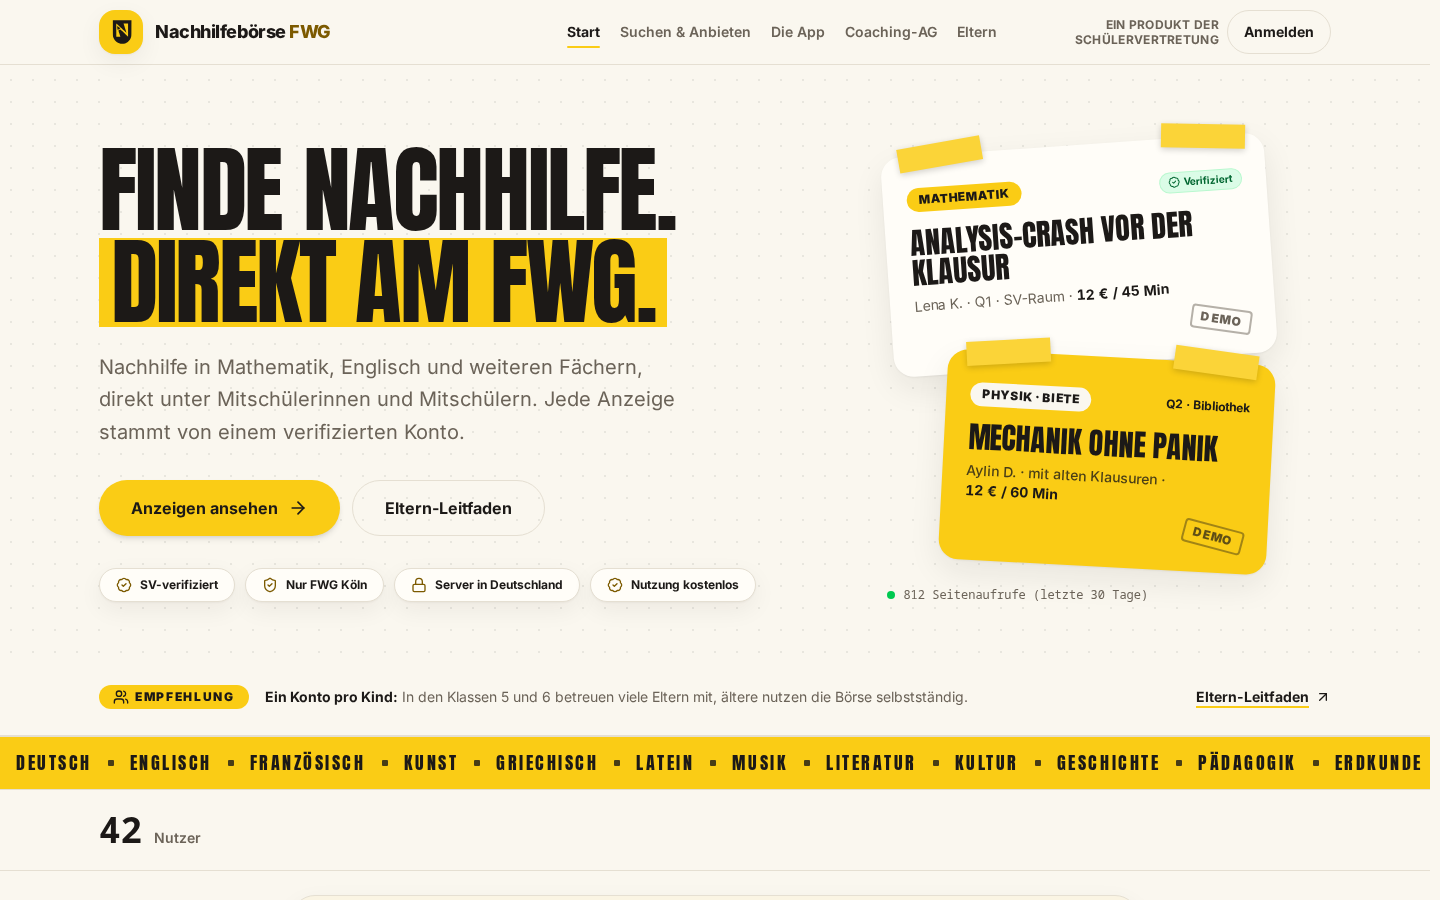 Nachhilfebörse FWG
Start
Suchen & Anbieten
Die App
Coaching-AG
Eltern
EIN PRODUKT DER
SCHÜLERVERTRETUNG
Anmelden
FINDE NACHHILFE.
DIREKT AM FWG.
Nachhilfe in Mathematik, Englisch und weiteren Fächern,
direkt unter Mitschülerinnen und Mitschülern. Jede Anzeige
stammt von einem verifizierten Konto.
Anzeigen ansehen
Eltern-Leitfaden
SV-verifiziert
Nur FWG Köln
Server in Deutschland
Nutzung kostenlos
MATHEMATIK
Verifiziert
ANALYSIS-CRASH VOR DER
KLAUSUR
Lena K. · Q1 · SV-Raum · 12 € / 45 Min
DEMO
PHYSIK · BIETE
Q2 · Bibliothek
MECHANIK OHNE PANIK
Aylin D. · mit alten Klausuren ·
12 € / 60 Min
DEMO
812 Seitenaufrufe (letzte 30 Tage)
EMPFEHLUNG
Ein Konto pro Kind: In den Klassen 5 und 6 betreuen viele Eltern mit, ältere nutzen die Börse selbstständig.
Eltern-Leitfaden
DEUTSCH ▪ ENGLISCH ▪ FRANZÖSISCH ▪ KUNST ▪ GRIECHISCH ▪ LATEIN ▪ MUSIK ▪ LITERATUR ▪ KULTUR ▪ GESCHICHTE ▪ PÄDAGOGIK ▪ ERDKUNDE
42 Nutzer